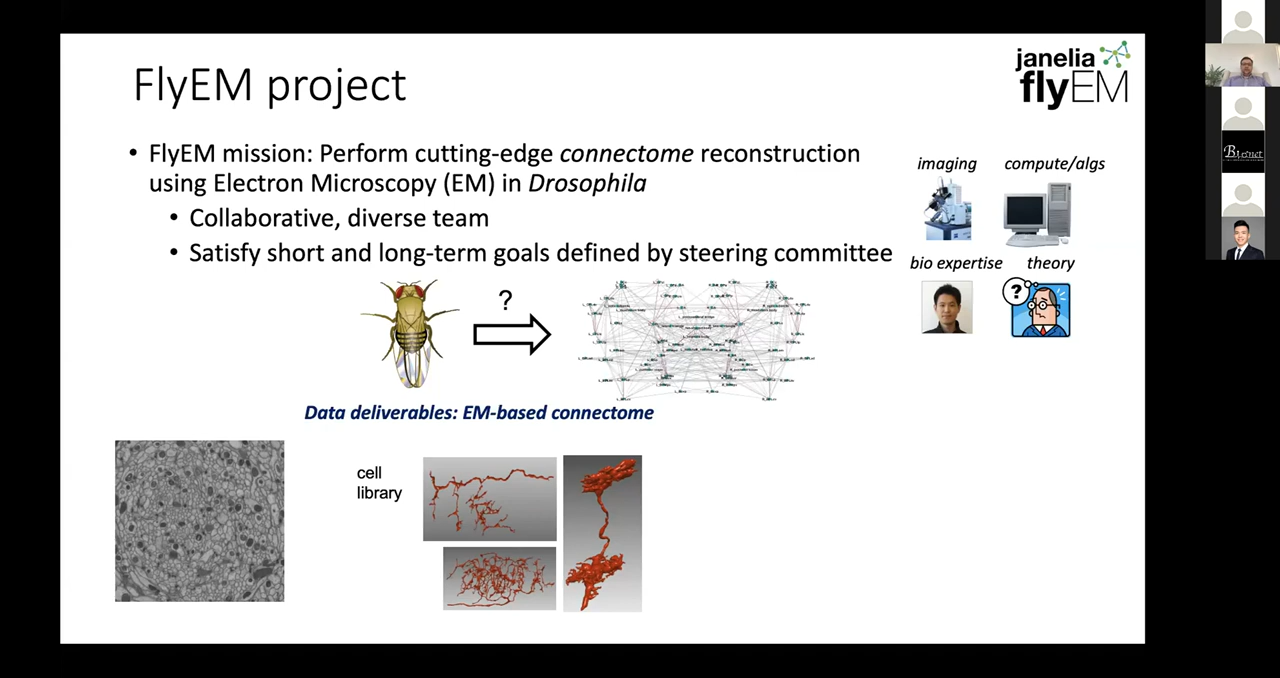 FlyEM project
janelia
flyEM
• FlyEM mission: Perform cutting-edge connectome reconstruction
using Electron Microscopy (EM) in Drosophila
• Collaborative, diverse team
• Satisfy short and long-term goals defined by steering committee
imaging
compute/algs
bio expertise
theory
?
?
Data deliverables: EM-based connectome
cell
library